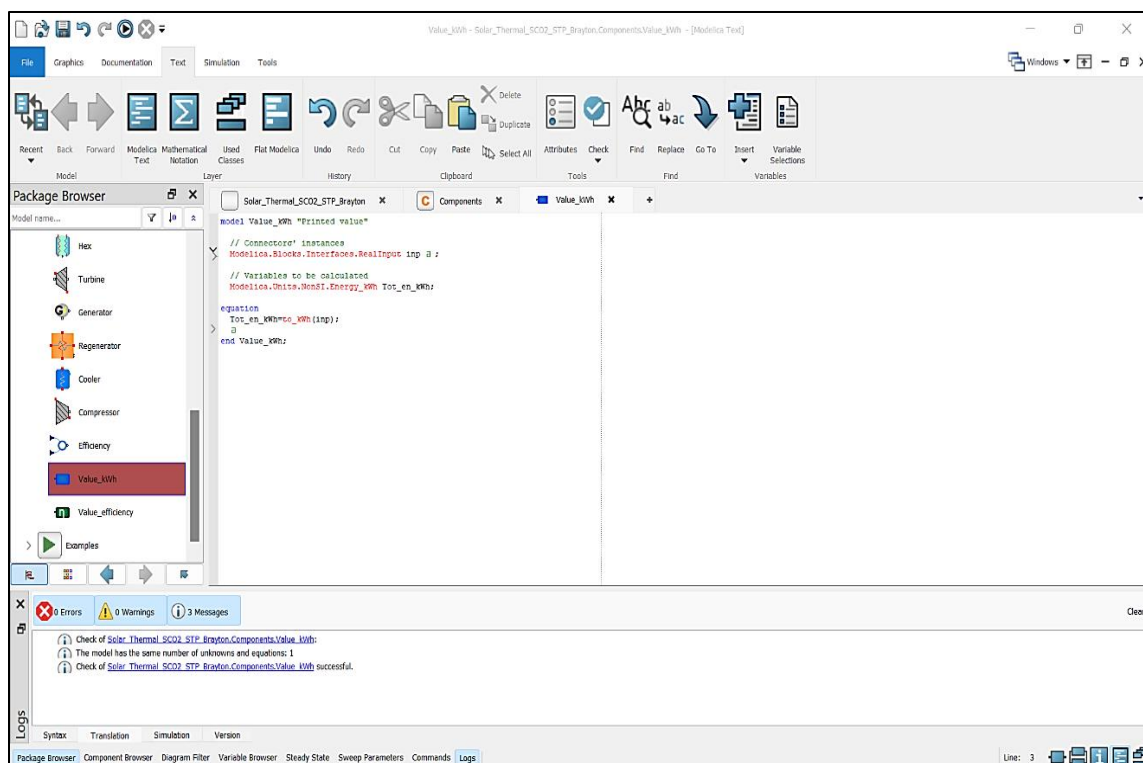 Value_kWh - Solar_Thermal_SCO2_STP_Brayton.Components.Value_kWh - [Modelica Text]
File Graphics Documentation Text Simulation Tools
Windows
Recent Back Forward Modelica Text Mathematical Notation Used Classes Flat Modelica Undo Redo Cut Copy Paste Delete Duplicate Select All Attributes Check Find Replace Go To Insert Variable Selections
Model Layer History Clipboard Tools Find Variables
Package Browser
Model name...
Hex
Turbine
Generator
Regenerator
Cooler
Compressor
Efficiency
Value_kWh
Value_efficiency
Examples
Solar_Thermal_SCO2_STP_Brayton Components Value_kWh
model Value_kWh "Printed value"
// Connectors' instances
Modelica.Blocks.Interfaces.RealInput inp a ;
// Variables to be calculated
Modelica.Units.NonSI.Energy_kWh Tot_en_kWh;
equation
Tot_en_kWh=to_kWh(inp);
a
end Value_kWh;
0 Errors 0 Warnings 3 Messages
Clear
Check of Solar_Thermal_SCO2_STP_Brayton.Components.Value_kWh:
The model has the same number of unknowns and equations: 1
Check of Solar_Thermal_SCO2_STP_Brayton.Components.Value_kWh successful.
Logs
Syntax Translation Simulation Version
Package Browser Component Browser Diagram Filter Variable Browser Steady State Sweep Parameters Commands Logs
Line: 3